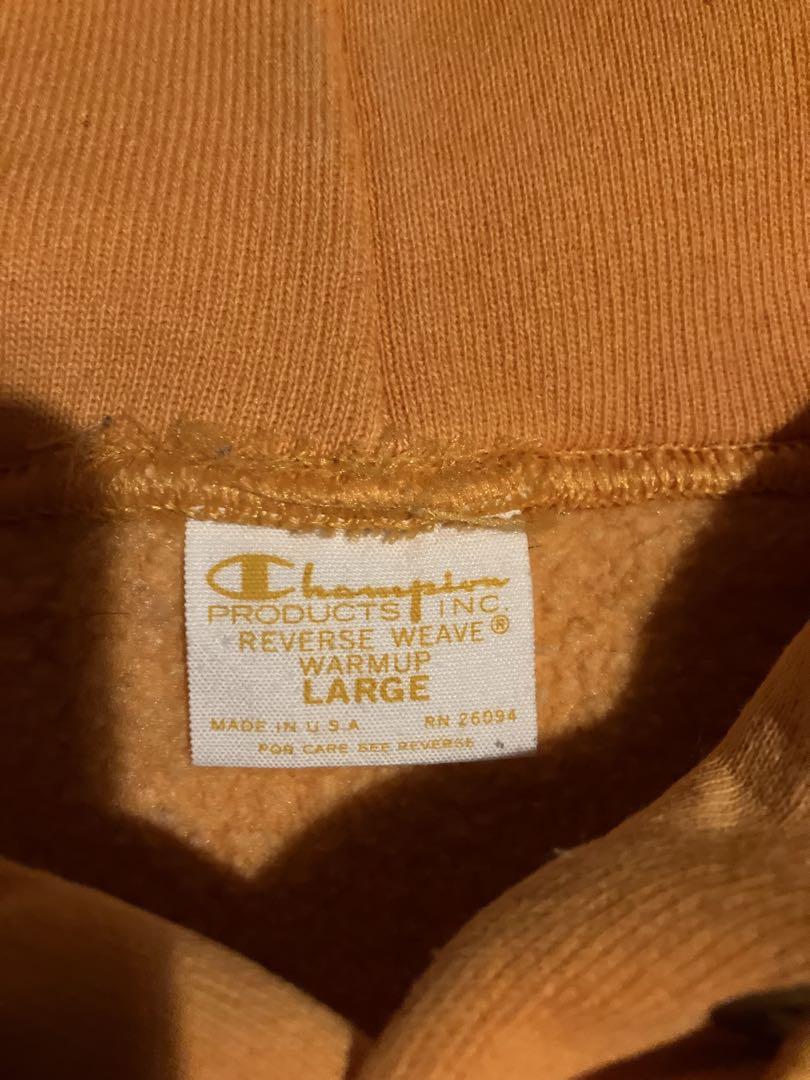 Champion
PRODUCTS INC.
REVERSE WEAVE®
WARMUP
LARGE
MADE IN U.S.A RN 26094
FOR CARE SEE REVERSE